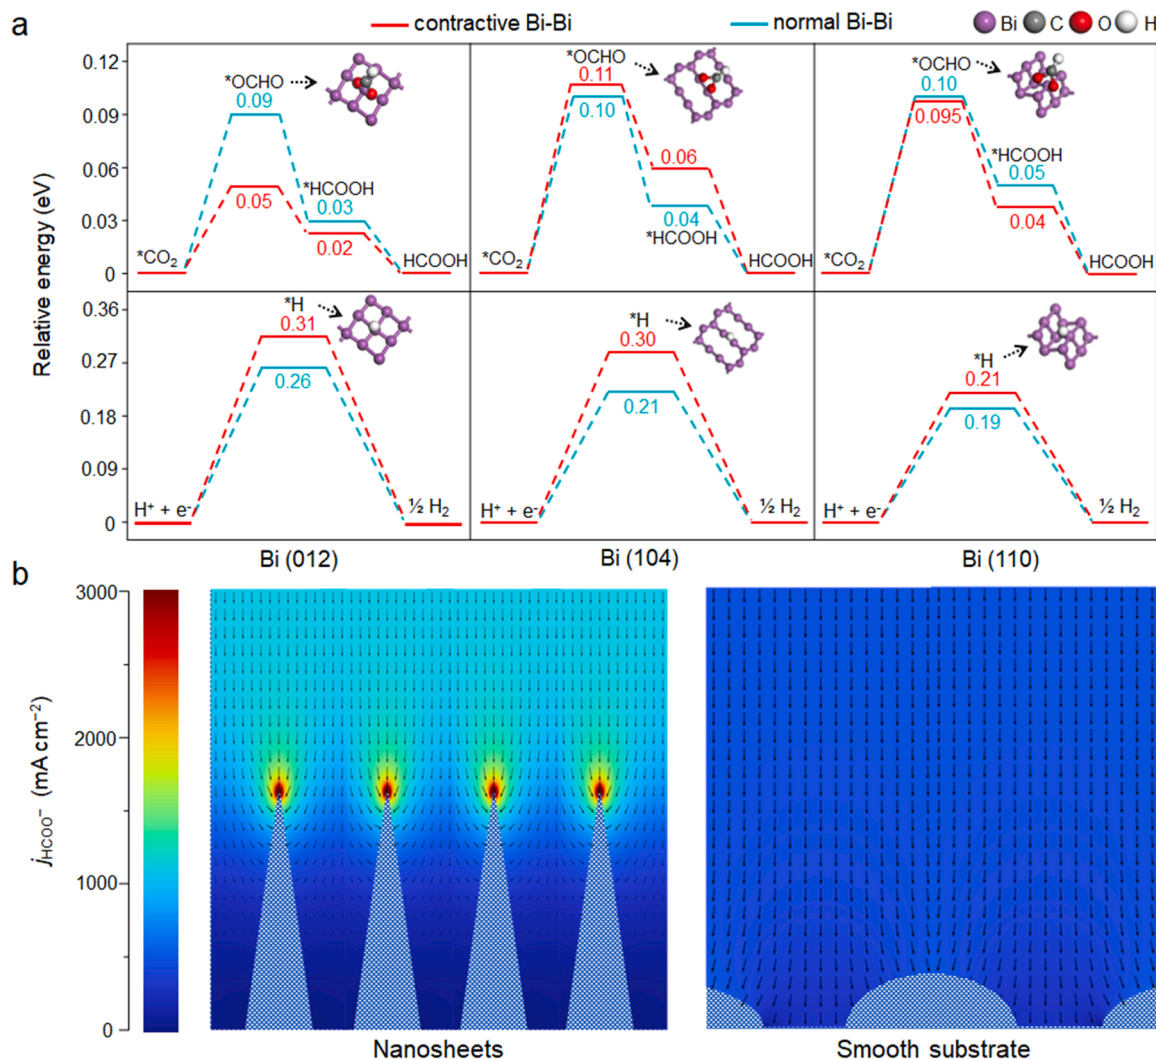 a
contractive Bi-Bi
normal Bi-Bi
Bi C O H
Relative energy (eV)
0.12
0.09
0.06
0.03
0
*OCHO
0.09
*HCOOH
0.03
0.05
0.02
*CO₂
HCOOH
*OCHO
0.11
0.10
0.06
0.04
*HCOOH
*CO₂
HCOOH
*OCHO
0.10
0.095
*HCOOH
0.05
0.04
*CO₂
HCOOH
0.36
0.27
0.18
0.09
0
*H
0.31
0.26
H⁺ + e⁻
½ H₂
*H
0.30
0.21
H⁺ + e⁻
½ H₂
*H
0.21
0.19
H⁺ + e⁻
½ H₂
Bi (012)
Bi (104)
Bi (110)
b
3000
2000
1000
0
jHCOO⁻ (mA cm⁻²)
Nanosheets
Smooth substrate